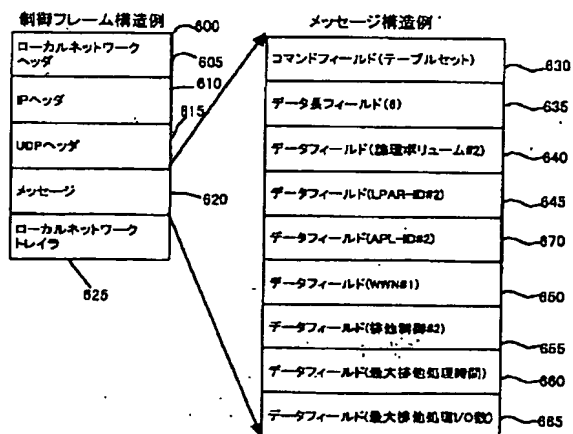 制御フレーム構造例
600
ローカルネットワーク
ヘッダ
605
IPヘッダ
610
UDPヘッダ
615
メッセージ
620
ローカルネットワーク
トレイラ
625
メッセージ構造例
コマンドフィールド(テーブルセット)
630
データ長フィールド(6)
635
データフィールド(論理ボリューム#2)
640
データフィールド(LPAR-ID#2)
645
データフィールド(APL-ID#2)
670
データフィールド(WWN#1)
650
データフィールド(排他制御#2)
655
データフィールド(最大排他処理時間)
660
データフィールド(最大排他処理I/O数)
665